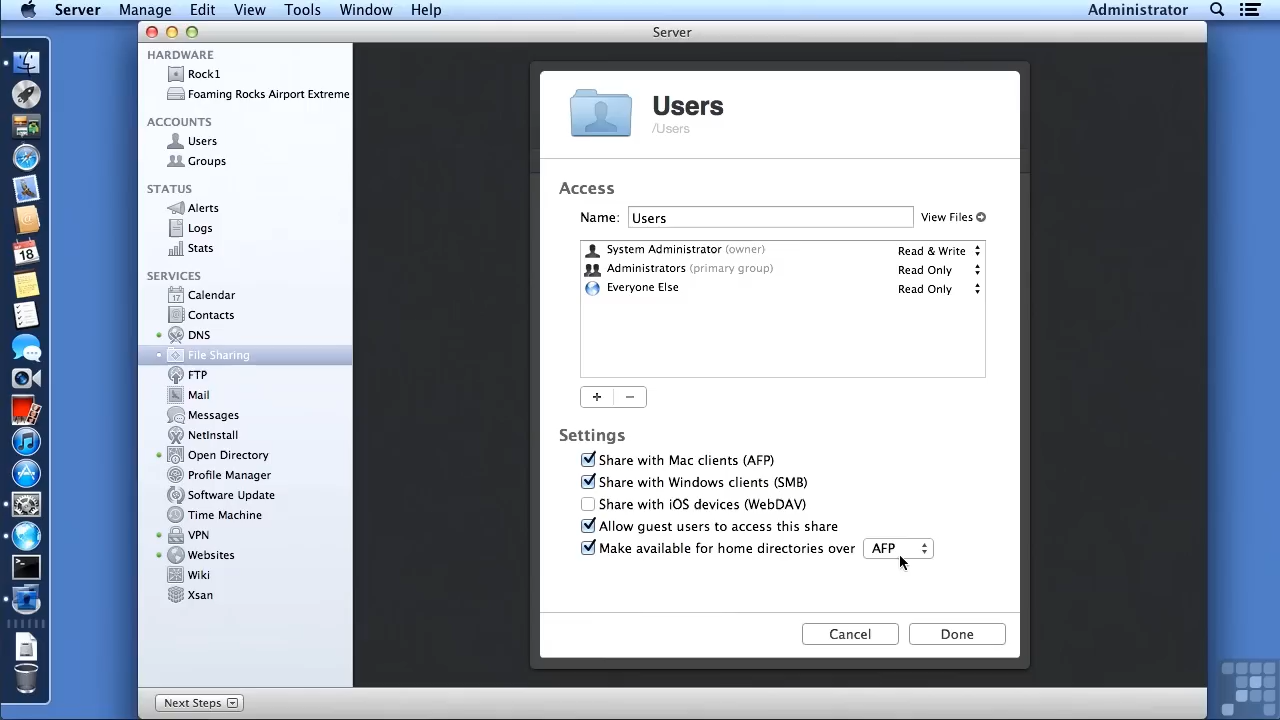 Server Manage Edit View Tools Window Help Administrator
Server
HARDWARE
Rock1
Foaming Rocks Airport Extreme
ACCOUNTS
Users
Groups
STATUS
Alerts
Logs
Stats
SERVICES
Calendar
Contacts
DNS
File Sharing
FTP
Mail
Messages
NetInstall
Open Directory
Profile Manager
Software Update
Time Machine
VPN
Websites
Wiki
Xsan
Next Steps
Users
/Users
Access
Name: Users View Files
System Administrator (owner) Read & Write
Administrators (primary group) Read Only
Everyone Else Read Only
+ −
Settings
Share with Mac clients (AFP)
Share with Windows clients (SMB)
Share with iOS devices (WebDAV)
Allow guest users to access this share
Make available for home directories over AFP
Cancel Done
18
17